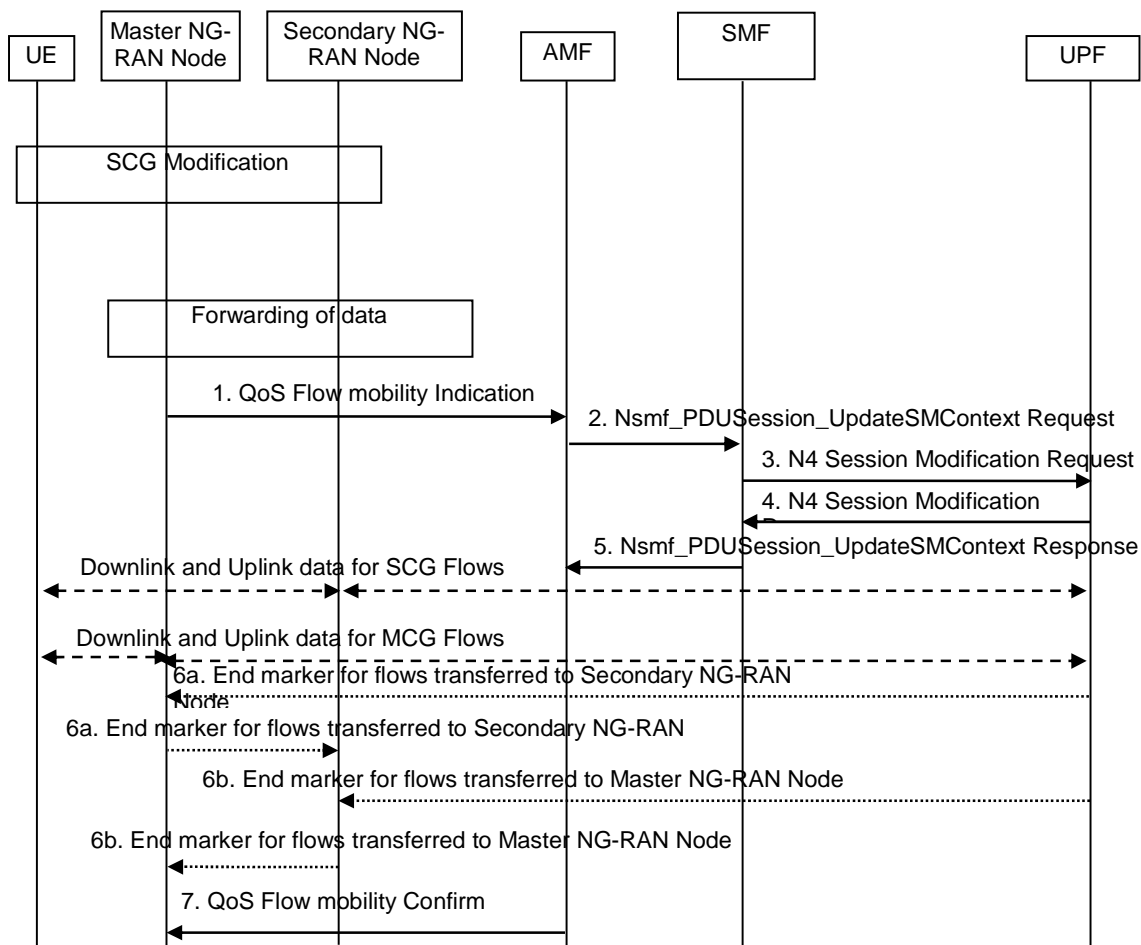 UE
Master NG-
RAN Node
Secondary NG-
RAN Node
AMF
SMF
UPF
SCG Modification
Forwarding of data
1. QoS Flow mobility Indication
2. Nsmf_PDUSession_UpdateSMContext Request
3. N4 Session Modification Request
4. N4 Session Modification
5. Nsmf_PDUSession_UpdateSMContext Response
Downlink and Uplink data for SCG Flows
Downlink and Uplink data for MCG Flows
6a. End marker for flows transferred to Secondary NG-RAN
Node
6a. End marker for flows transferred to Secondary NG-RAN
6b. End marker for flows transferred to Master NG-RAN Node
6b. End marker for flows transferred to Master NG-RAN Node
7. QoS Flow mobility Confirm